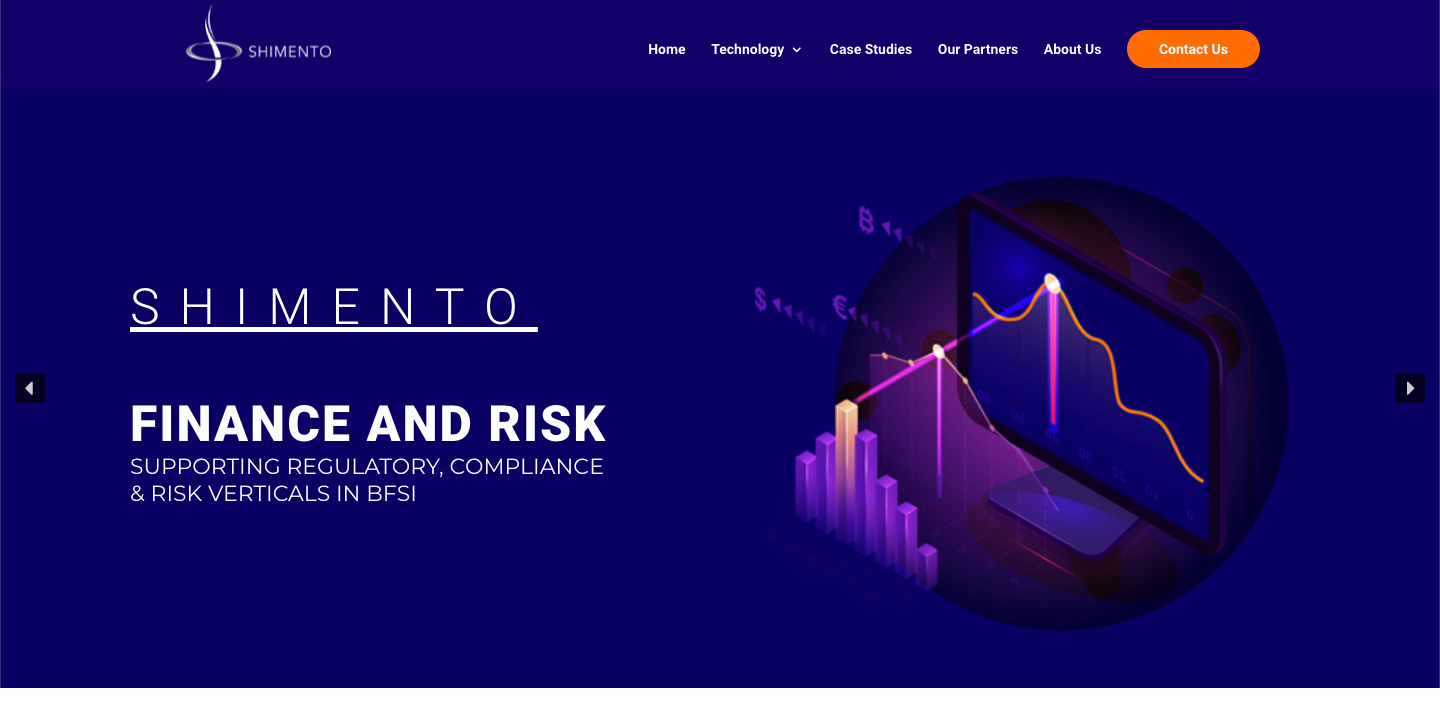 SHIMENTO
Home
Technology
Case Studies
Our Partners
About Us
Contact Us
SHIMENTO
FINANCE AND RISK
SUPPORTING REGULATORY, COMPLIANCE
& RISK VERTICALS IN BFSI
₿
$
€